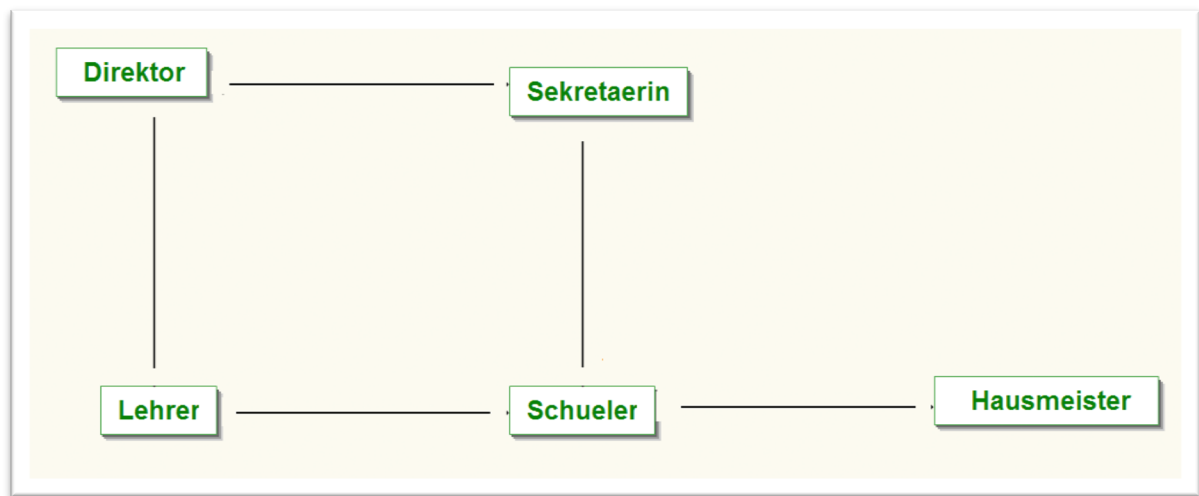 Direktor
Sekretaerin
Lehrer
Schueler
Hausmeister